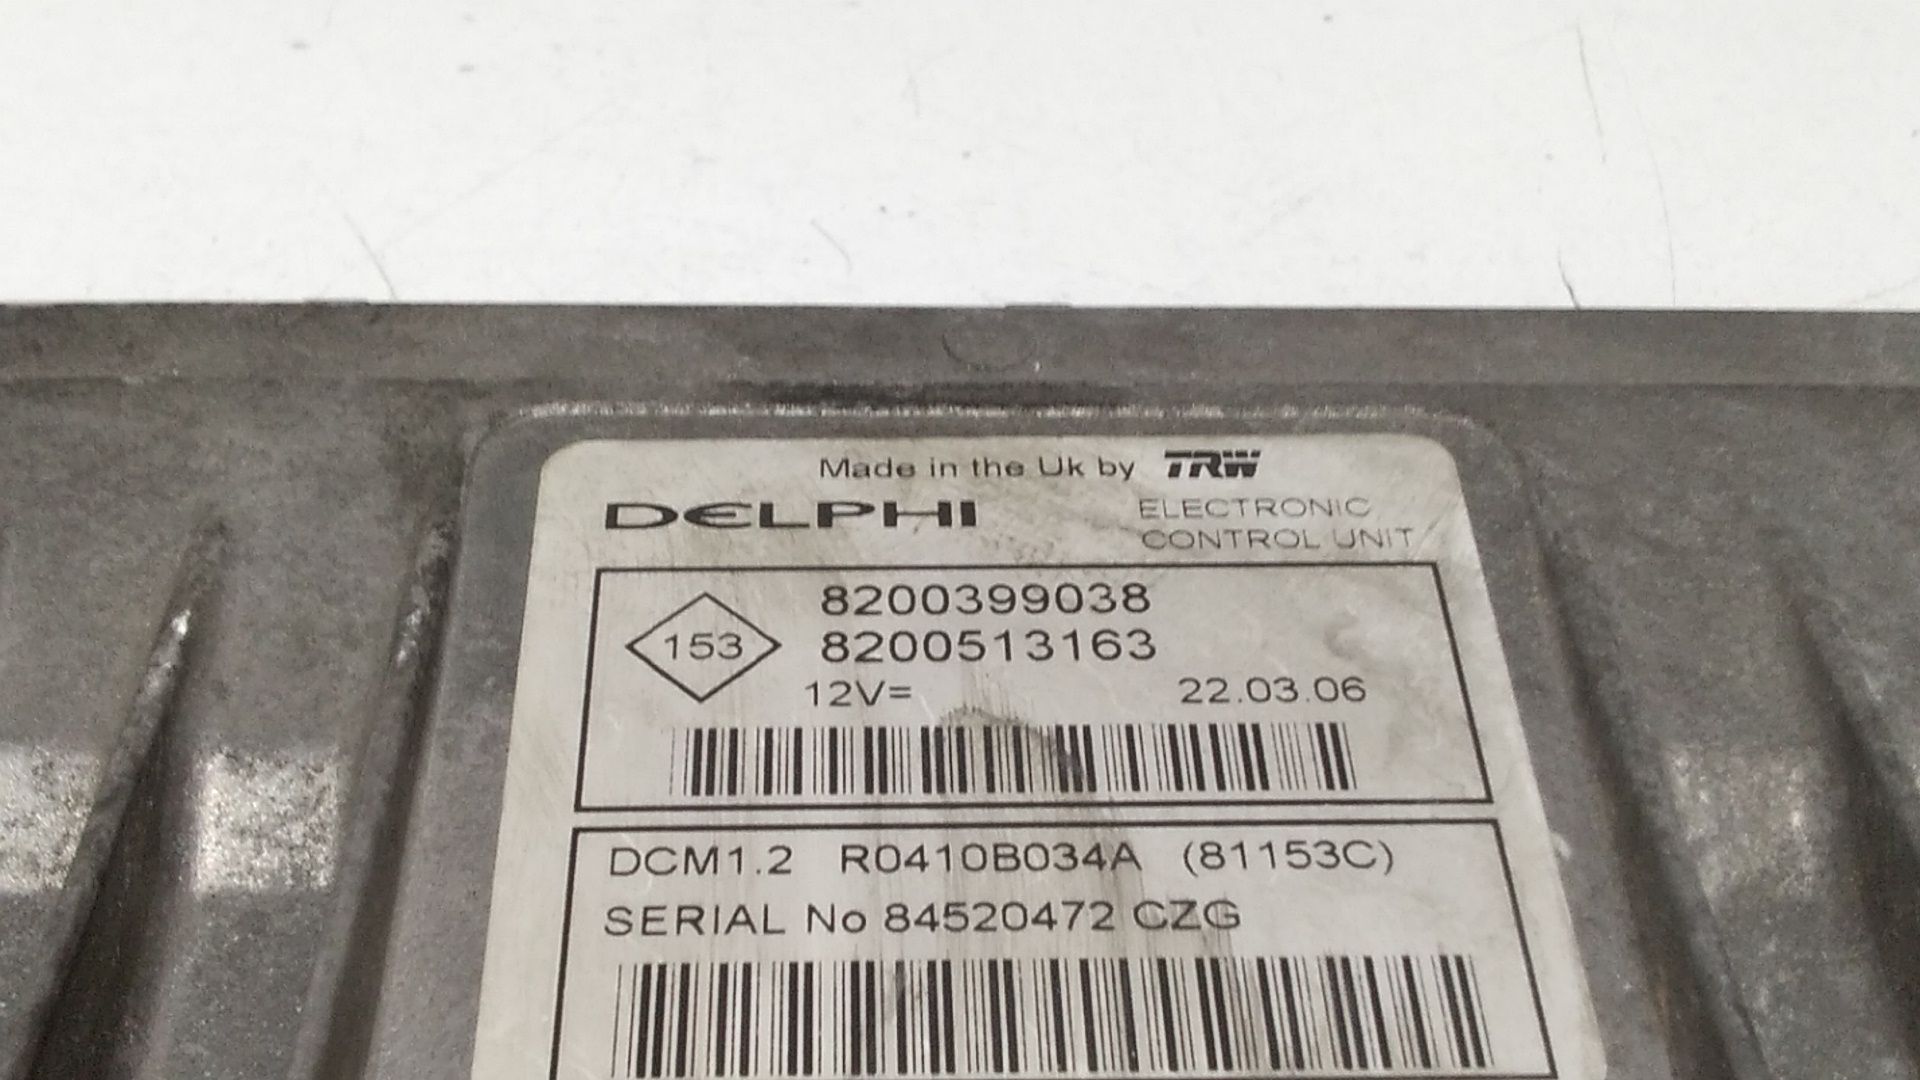 Made in the Uk by TRW
DELPHI
ELECTRONIC
CONTROL UNIT
153
8200399038
8200513163
12V=
22.03.06
DCM1.2 R0410B034A (81153C)
SERIAL No 84520472 CZG